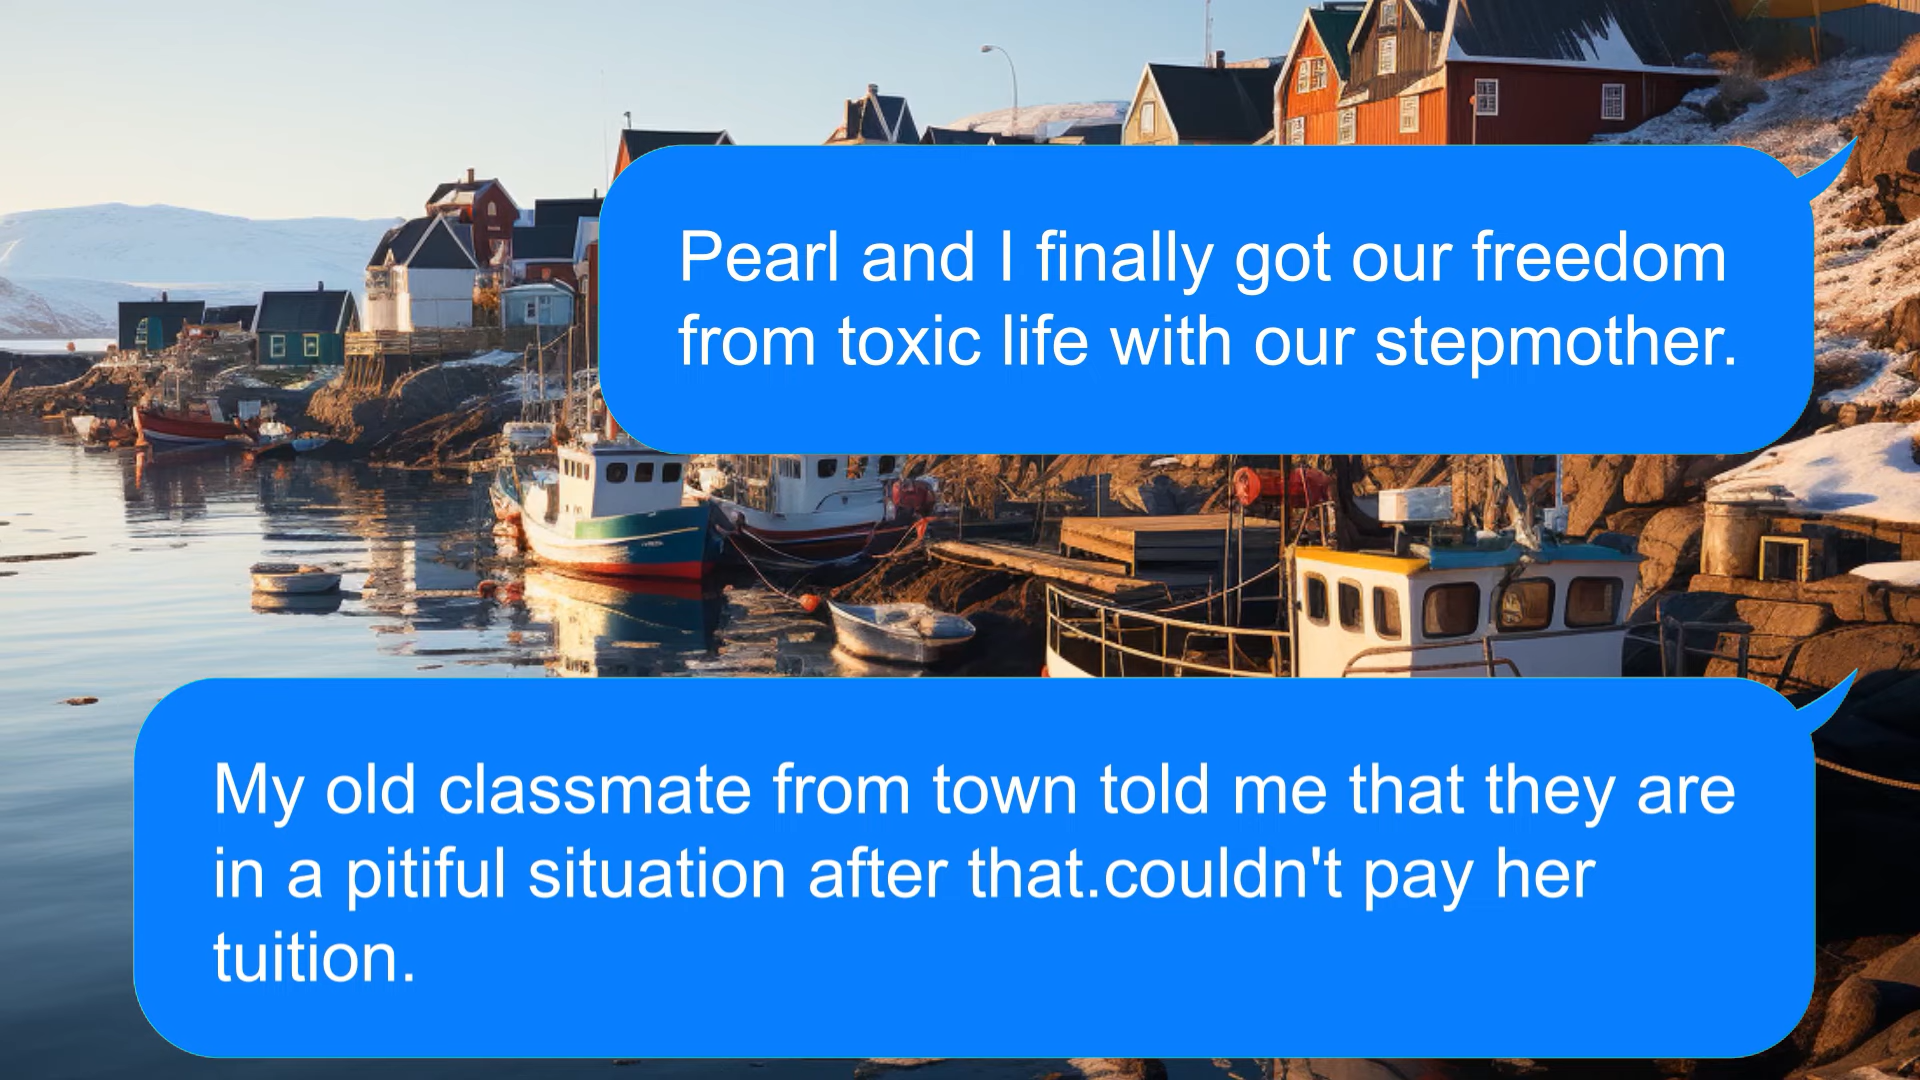 Pearl and I finally got our freedom
from toxic life with our stepmother.
My old classmate from town told me that they are
in a pitiful situation after that.couldn't pay her
tuition.